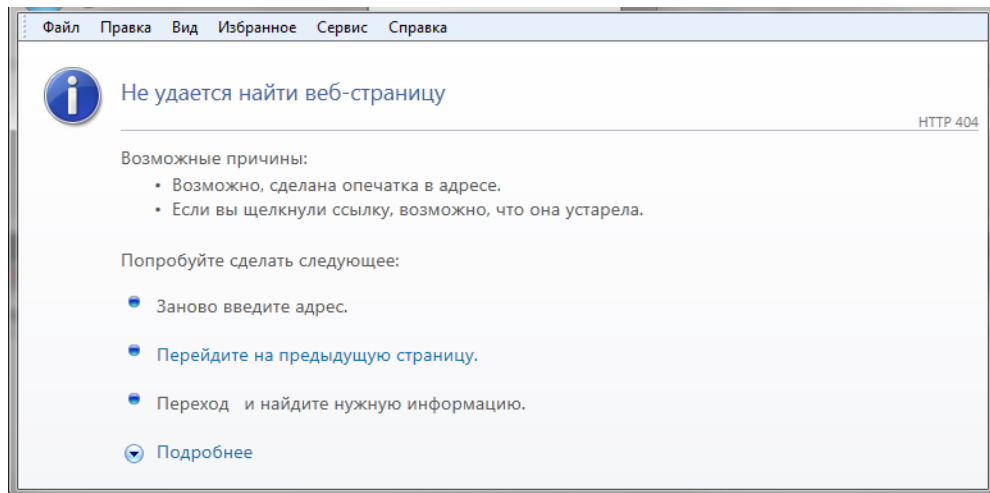 Файл Правка Вид Избранное Сервис Справка
Не удается найти веб-страницу
HTTP 404
Возможные причины:
• Возможно, сделана опечатка в адресе.
• Если вы щелкнули ссылку, возможно, что она устарела.
Попробуйте сделать следующее:
Заново введите адрес.
Перейдите на предыдущую страницу.
Переход и найдите нужную информацию.
Подробнее